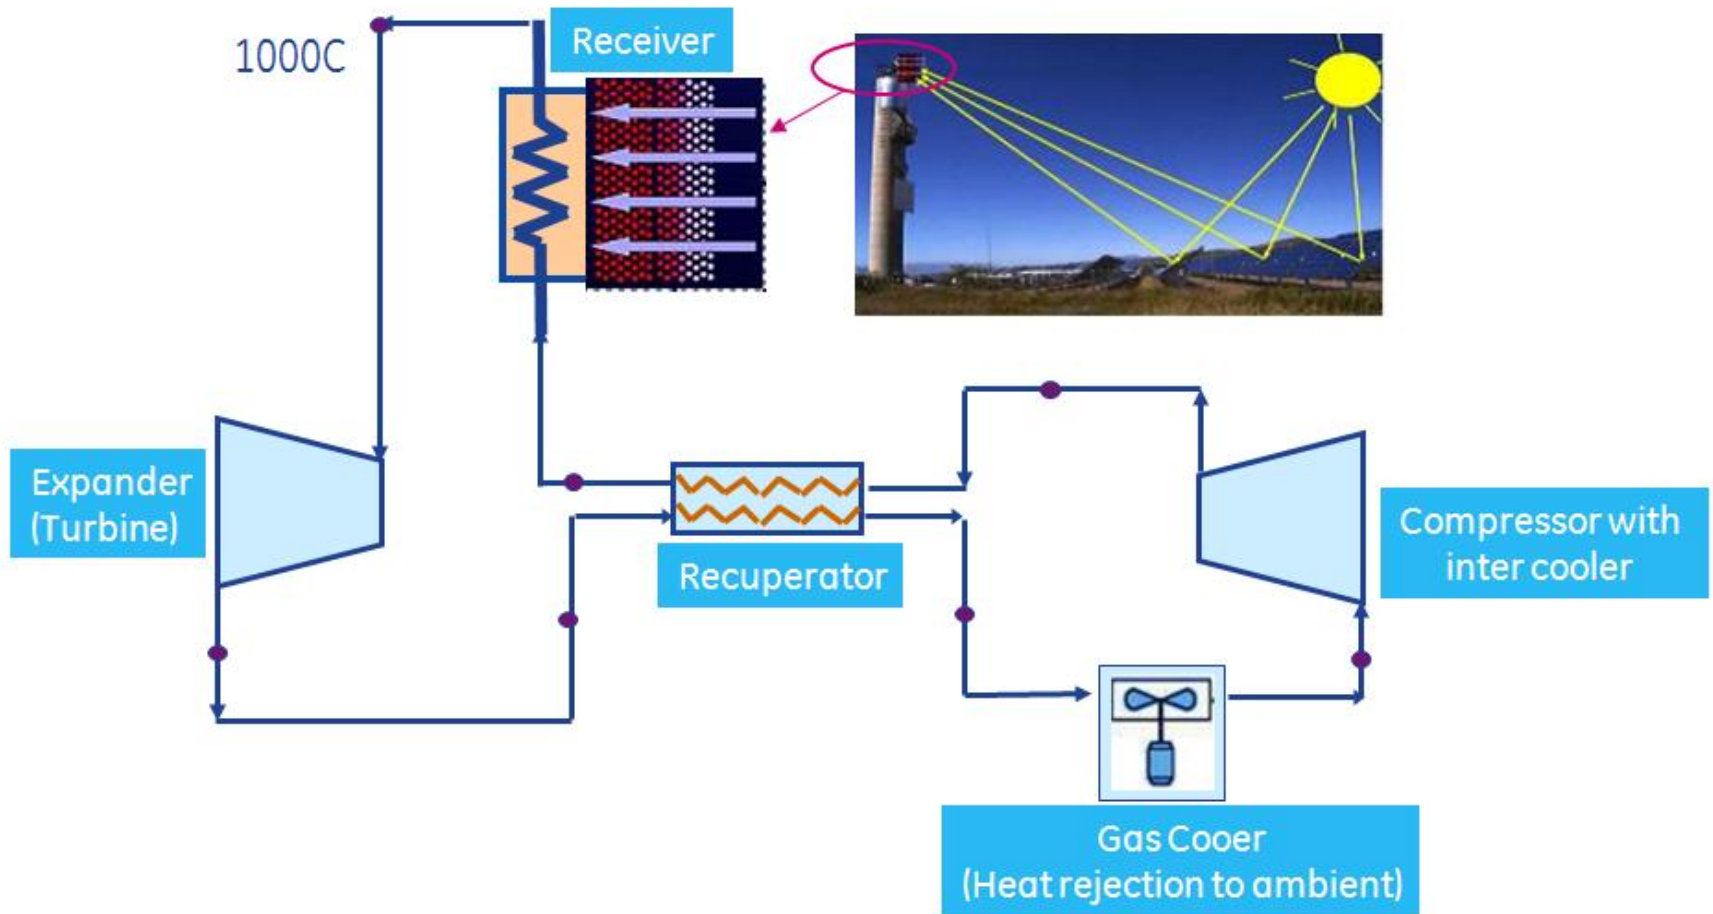 1000C
Receiver
Expander
(Turbine)
Recuperator
Compressor with
inter cooler
Gas Cooer
(Heat rejection to ambient)